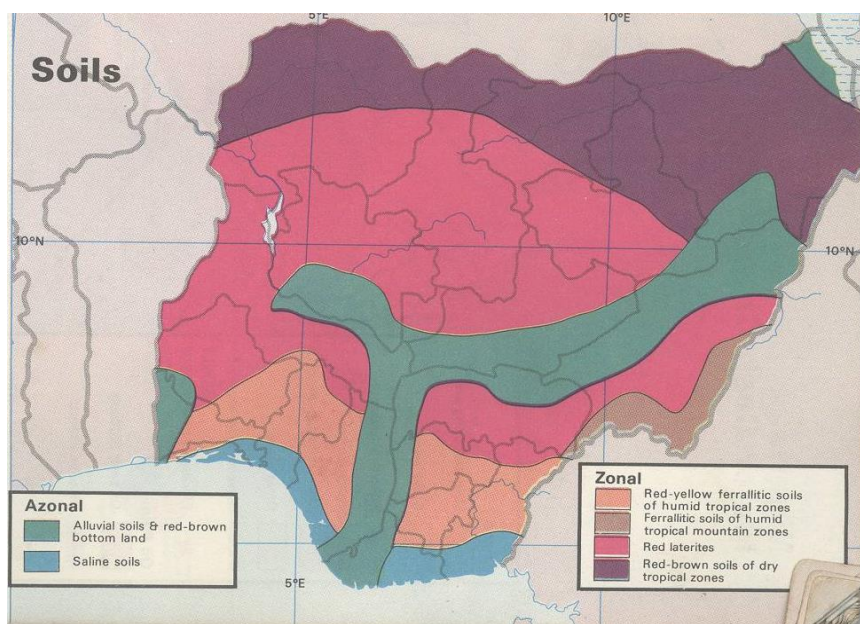 5°E
10°E
Soils
10°N
10°N
Azonal
Alluvial soils & red-brown
bottom land
Saline soils
5°E
Zonal
Red-yellow ferrallitic soils
of humid tropical zones
Ferrallitic soils of humid
tropical mountain zones
Red laterites
Red-brown soils of dry
tropical zones